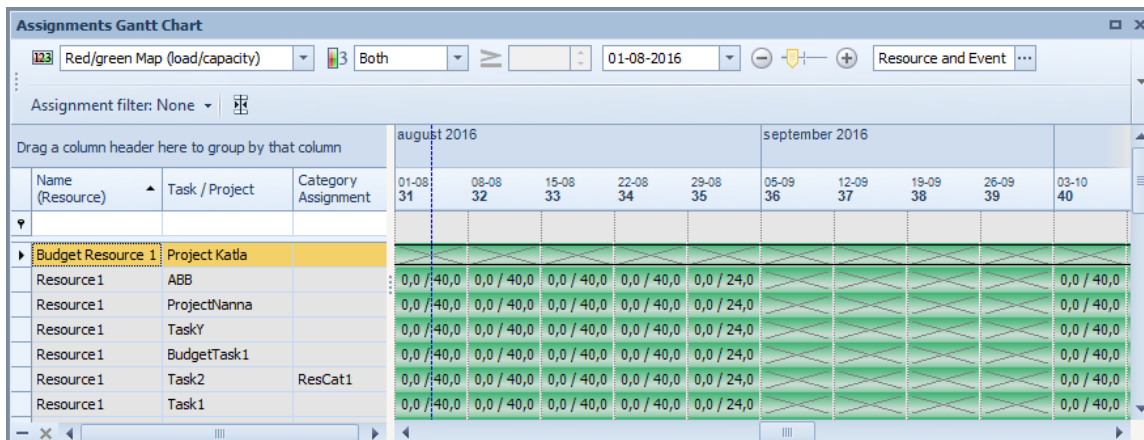 Assignments Gantt Chart
123 Red/green Map (load/capacity) 3 Both ≥ 01-08-2016 Resource and Event ...
Assignment filter: None
Drag a column header here to group by that column
august 2016 september 2016
Name (Resource) Task / Project Category Assignment
01-08 08-08 15-08 22-08 29-08 05-09 12-09 19-09 26-09 03-10
31 32 33 34 35 36 37 38 39 40
Budget Resource 1 Project Katla
Resource1 ABB 0,0 / 40,0 0,0 / 40,0 0,0 / 40,0 0,0 / 40,0 0,0 / 24,0 0,0 / 40,0
Resource1 ProjectNanna 0,0 / 40,0 0,0 / 40,0 0,0 / 40,0 0,0 / 40,0 0,0 / 24,0 0,0 / 40,0
Resource1 TaskY 0,0 / 40,0 0,0 / 40,0 0,0 / 40,0 0,0 / 40,0 0,0 / 24,0 0,0 / 40,0
Resource1 BudgetTask1 0,0 / 40,0 0,0 / 40,0 0,0 / 40,0 0,0 / 40,0 0,0 / 24,0 0,0 / 40,0
Resource1 Task2 ResCat1 0,0 / 40,0 0,0 / 40,0 0,0 / 40,0 0,0 / 40,0 0,0 / 24,0 0,0 / 40,0
Resource1 Task1 0,0 / 40,0 0,0 / 40,0 0,0 / 40,0 0,0 / 40,0 0,0 / 24,0 0,0 / 40,0